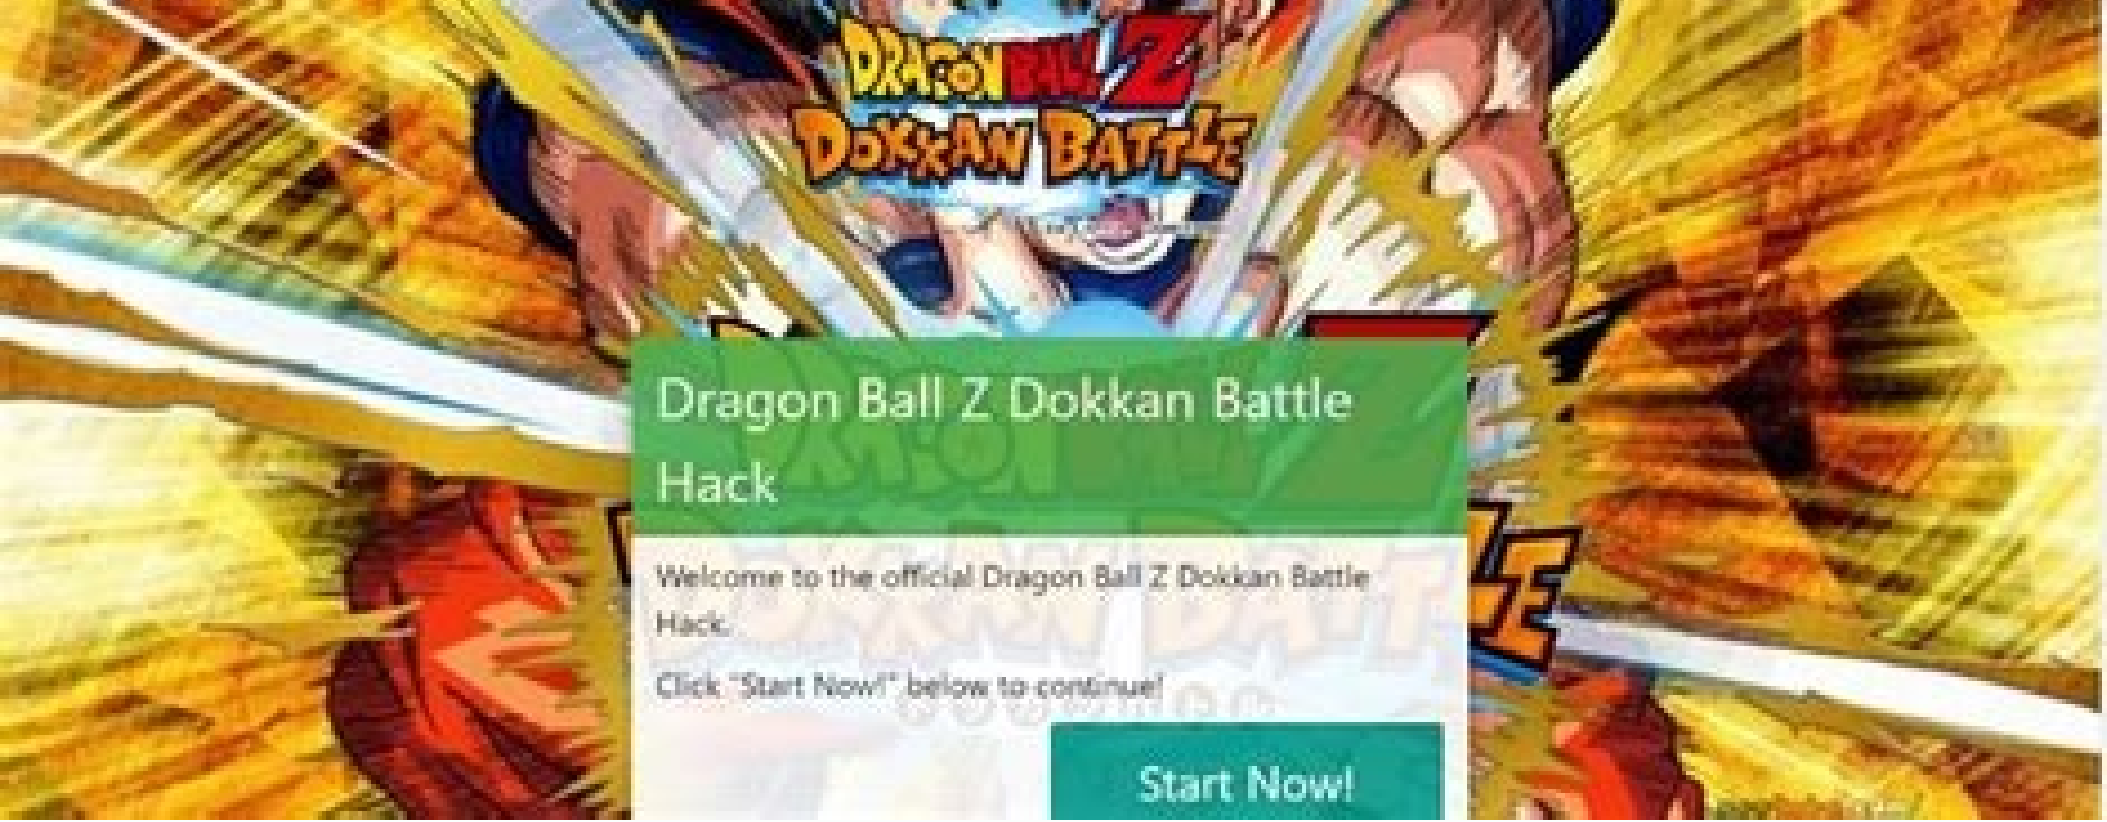 DRAGON BALL Z
DOKKAN BATTLE
Dragon Ball Z Dokkan Battle
Hack
Welcome to the official Dragon Ball Z Dokkan Battle
Hack.
Click "Start Now!" below to continue!
Start Now!